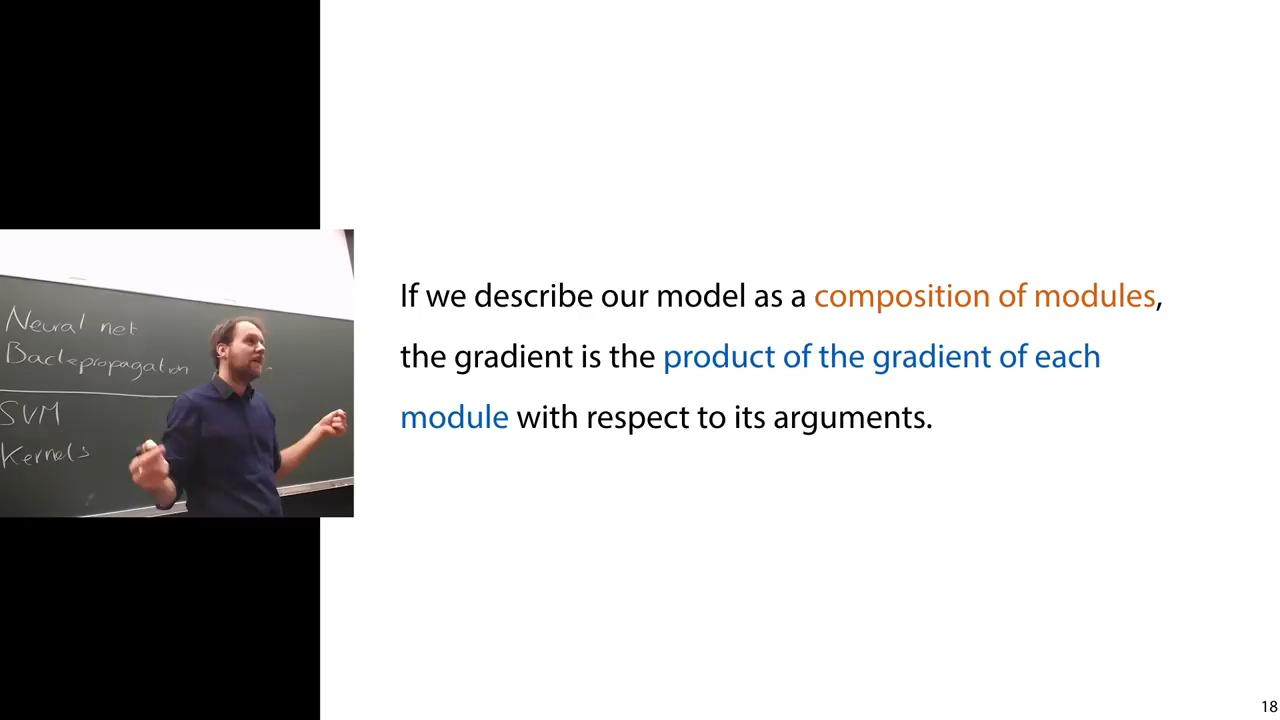 Neural net
Backpropagation
SVM
Kernels
If we describe our model as a composition of modules,
the gradient is the product of the gradient of each
module with respect to its arguments.
18